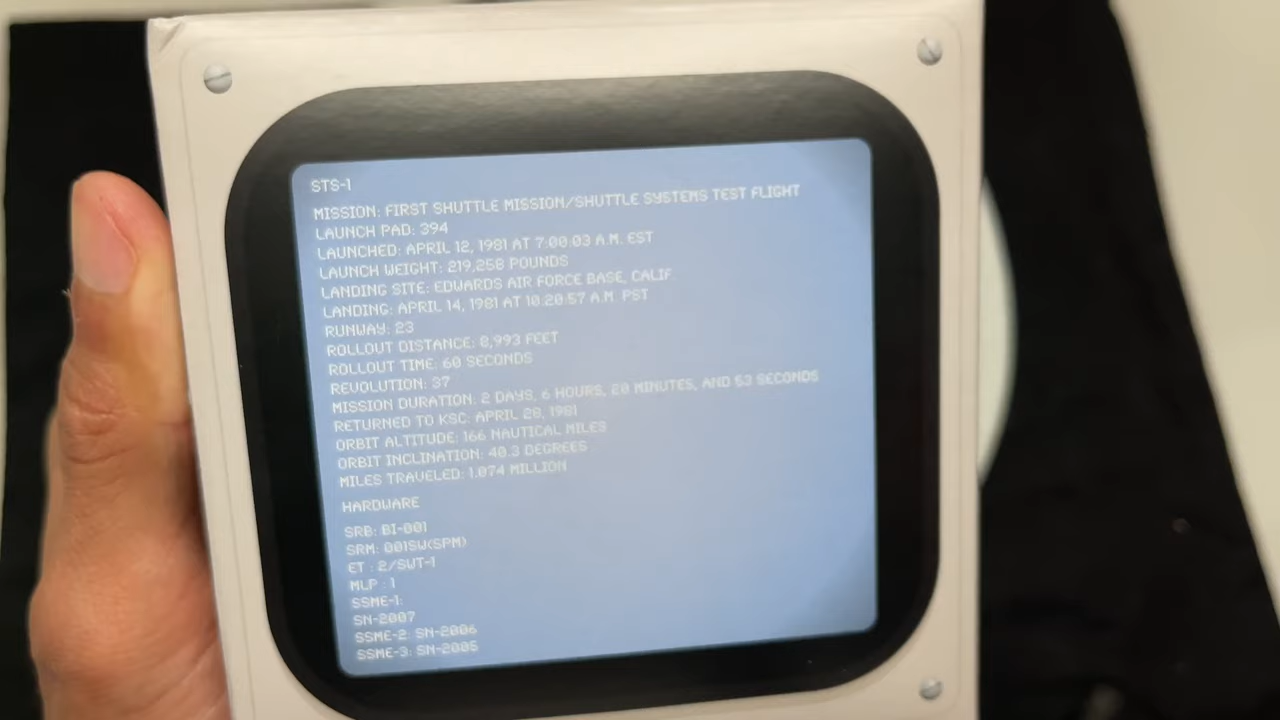 STS-1
MISSION: FIRST SHUTTLE MISSION/SHUTTLE SYSTEMS TEST FLIGHT
LAUNCH PAD: 394
LAUNCHED: APRIL 12, 1981 AT 7:00:03 A.M. EST
LAUNCH WEIGHT: 219,258 POUNDS
LANDING SITE: EDWARDS AIR FORCE BASE, CALIF.
LANDING: APRIL 14, 1981 AT 10:20:57 A.M. PST
RUNWAY: 23
ROLLOUT DISTANCE: 8,993 FEET
ROLLOUT TIME: 60 SECONDS
REVOLUTION: 37
MISSION DURATION: 2 DAYS, 6 HOURS, 20 MINUTES, AND 53 SECONDS
RETURNED TO KSC: APRIL 28, 1981
ORBIT ALTITUDE: 166 NAUTICAL MILES
ORBIT INCLINATION: 40.3 DEGREES
MILES TRAVELED: 1.074 MILLION
HARDWARE
SRB: BI-001
SRM: 001SW(SPM)
ET : 2/SWT-1
MLP : 1
SSME-1:
SN-2007
SSME-2: SN-2006
SSME-3: SN-2005